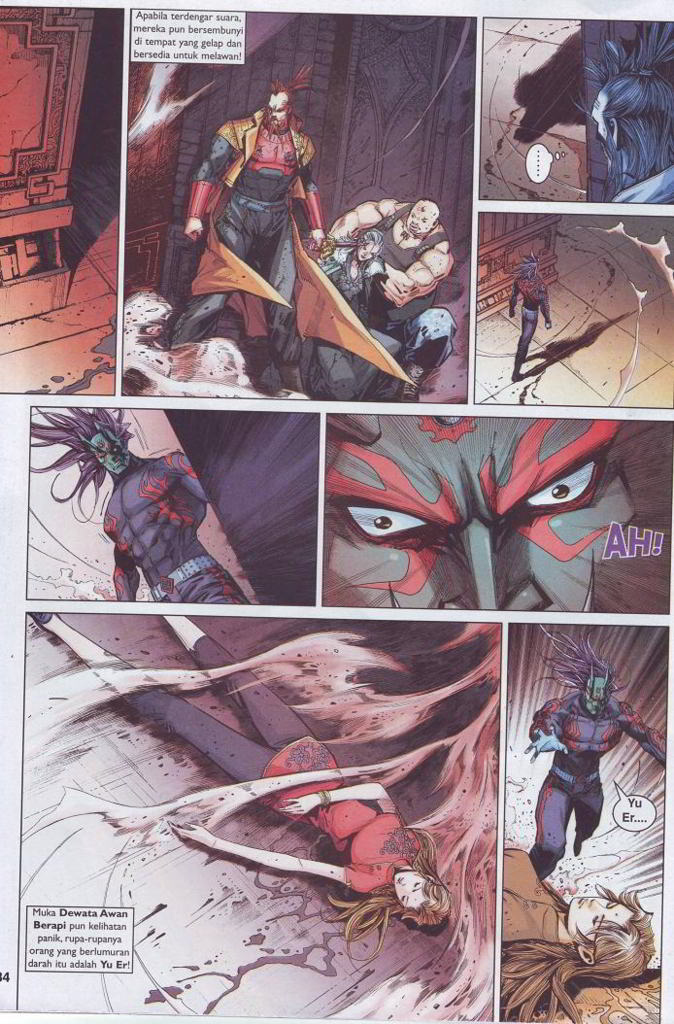 Apabila terdengar suara,
mereka pun bersembunyi
di tempat yang gelap dan
bersedia untuk melawan!
....
AH!
Muka Dewata Awan
Berapi pun kelihatan
panik, rupa-rupanya
orang yang berlumuran
darah itu adalah Yu Er!
Yu
Er....